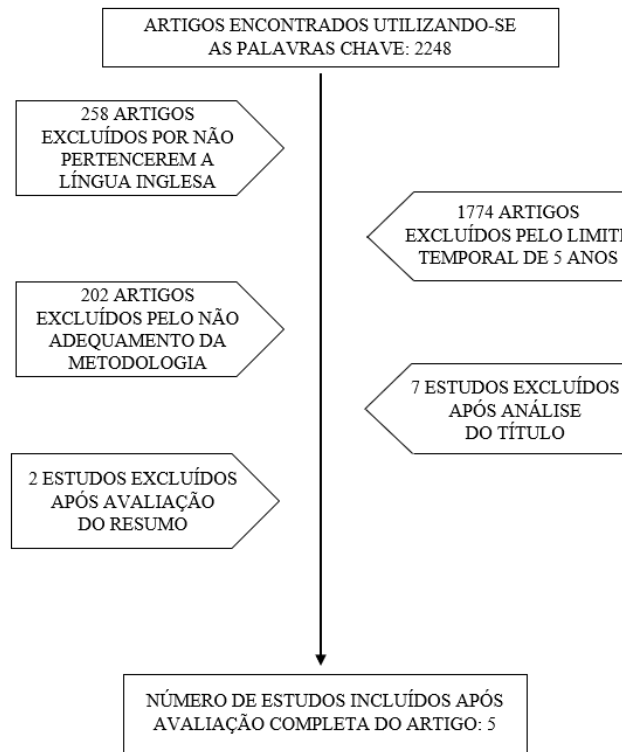 ARTIGOS ENCONTRADOS UTILIZANDO-SE
AS PALAVRAS CHAVE: 2248
258 ARTIGOS
EXCLUÍDOS POR NÃO
PERTENCEREM A
LÍNGUA INGLESA
1774 ARTIGOS
EXCLUÍDOS PELO LIMITE
TEMPORAL DE 5 ANOS
202 ARTIGOS
EXCLUÍDOS PELO NÃO
ADEQUAMENTO DA
METODOLOGIA
7 ESTUDOS EXCLUÍDOS
APÓS ANÁLISE
DO TÍTULO
2 ESTUDOS EXCLUÍDOS
APÓS AVALIAÇÃO
DO RESUMO
NÚMERO DE ESTUDOS INCLUÍDOS APÓS
AVALIAÇÃO COMPLETA DO ARTIGO: 5